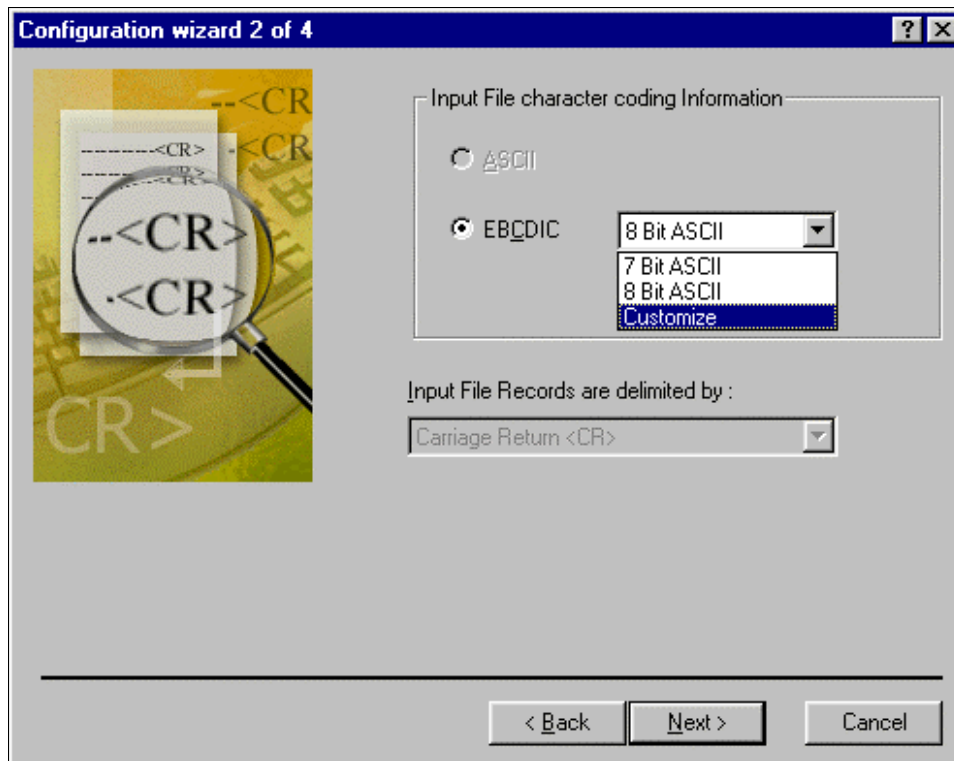 Configuration wizard 2 of 4
--<CR
-<CR
---------<CR>
<CR>
<CR>
--<CR>
.<CR>
CR>
Input File character coding Information
ASCII
EBCDIC
8 Bit ASCII
7 Bit ASCII
8 Bit ASCII
Customize
Input File Records are delimited by :
Carriage Return <CR>
< Back
Next >
Cancel